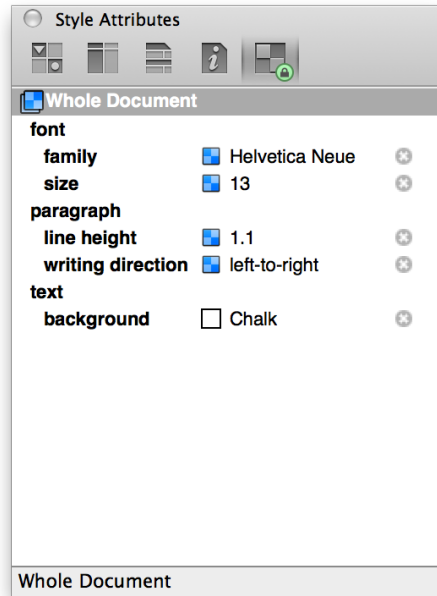 Style Attributes
Whole Document
font
family Helvetica Neue
size 13
paragraph
line height 1.1
writing direction left-to-right
text
background Chalk
Whole Document